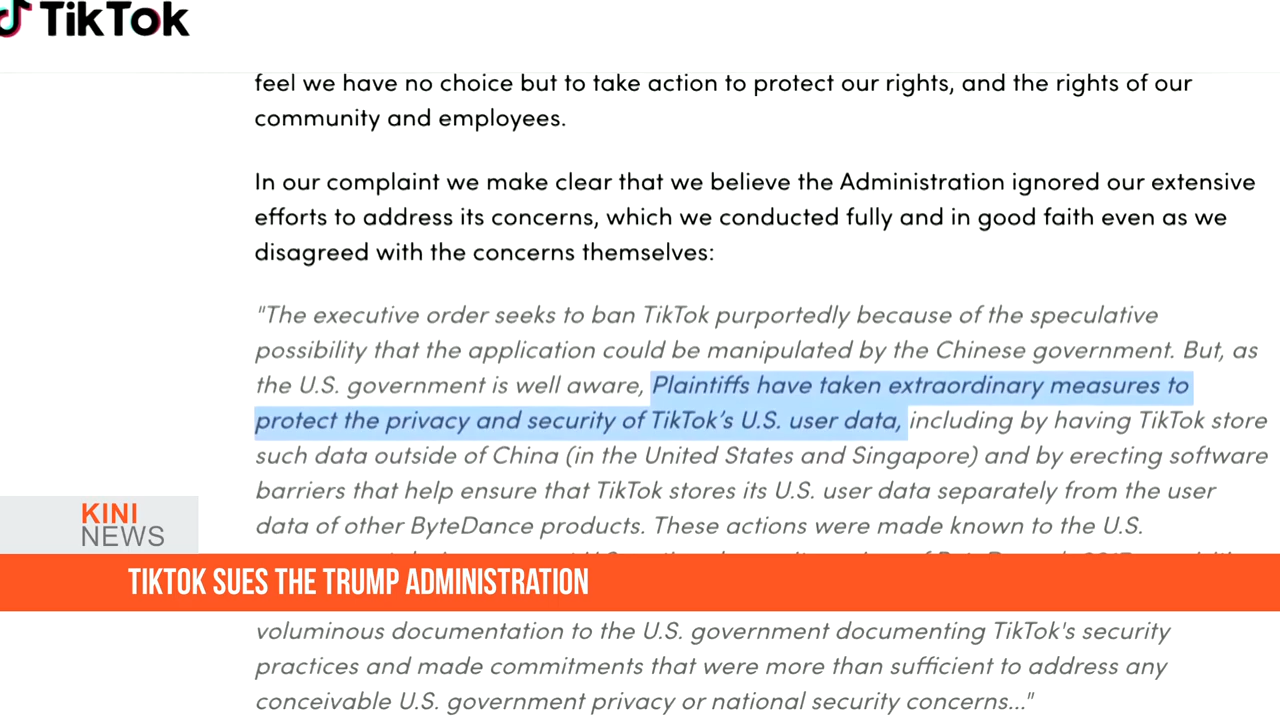 TikTok
feel we have no choice but to take action to protect our rights, and the rights of our
community and employees.
In our complaint we make clear that we believe the Administration ignored our extensive
efforts to address its concerns, which we conducted fully and in good faith even as we
disagreed with the concerns themselves:
"The executive order seeks to ban TikTok purportedly because of the speculative
possibility that the application could be manipulated by the Chinese government. But, as
the U.S. government is well aware, Plaintiffs have taken extraordinary measures to
protect the privacy and security of TikTok’s U.S. user data, including by having TikTok store
such data outside of China (in the United States and Singapore) and by erecting software
barriers that help ensure that TikTok stores its U.S. user data separately from the user
data of other ByteDance products. These actions were made known to the U.S.
KINI
NEWS
TIKTOK SUES THE TRUMP ADMINISTRATION
voluminous documentation to the U.S. government documenting TikTok's security
practices and made commitments that were more than sufficient to address any
conceivable U.S. government privacy or national security concerns..."